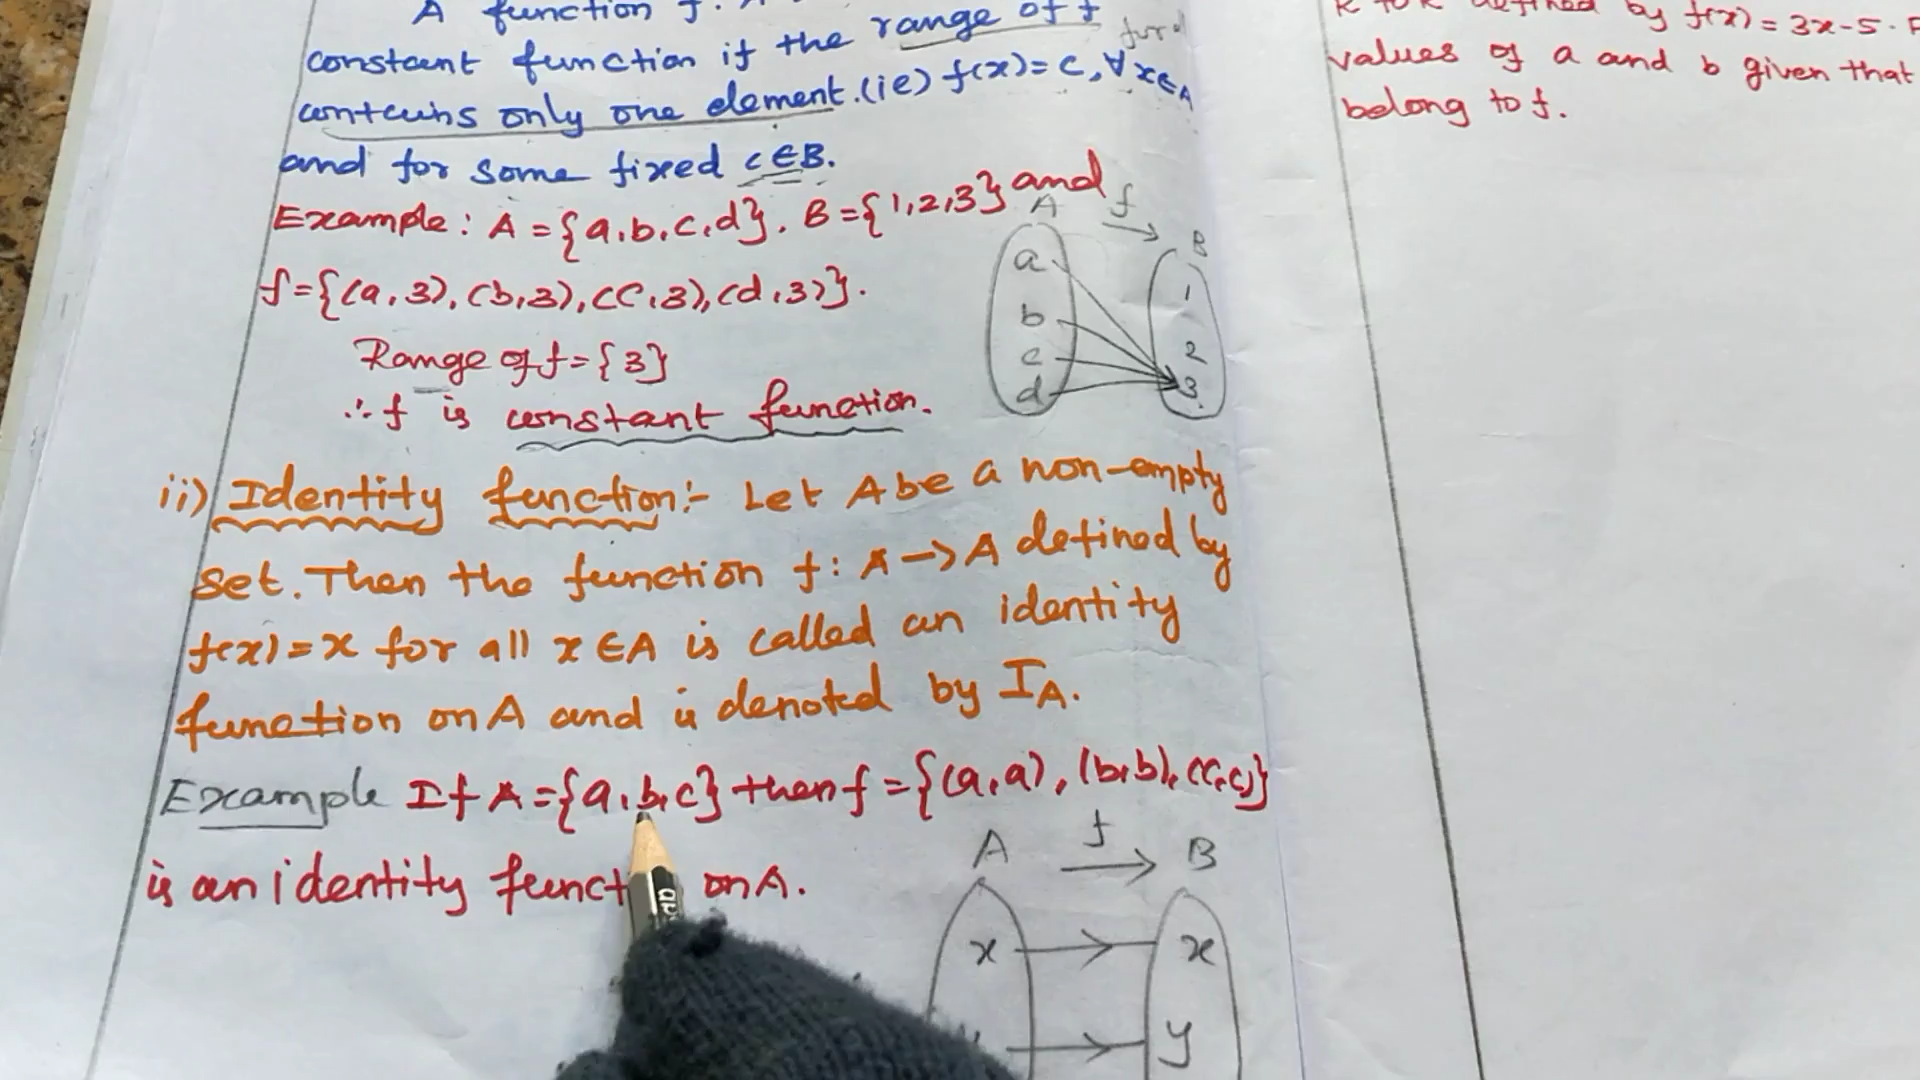 A function f:
constant function if the range of f
contains only one element.(ie) f(x)=c,∀ x∈A
and for some fixed c∈B.
Example: A={a,b,c,d}. B={1,2,3} and
f={(a,3),(b,3),(c,3),(d,3)}.
Range of f={3}
∴ f is constant function.
A f B
a 1
b 2
c 3
d
ii) Identity function:- Let A be a non-empty
set. Then the function f: A→A defined by
f(x)=x for all x∈A is called an identity
function on A and is denoted by I_A.
Example If A={a,b,c} then f={(a,a),(b,b),(c,c)}
is an identity funct on A.
A f B
x x
y
R to R defined by f(x)=3x-5.
values of a and b given that
belong to f.